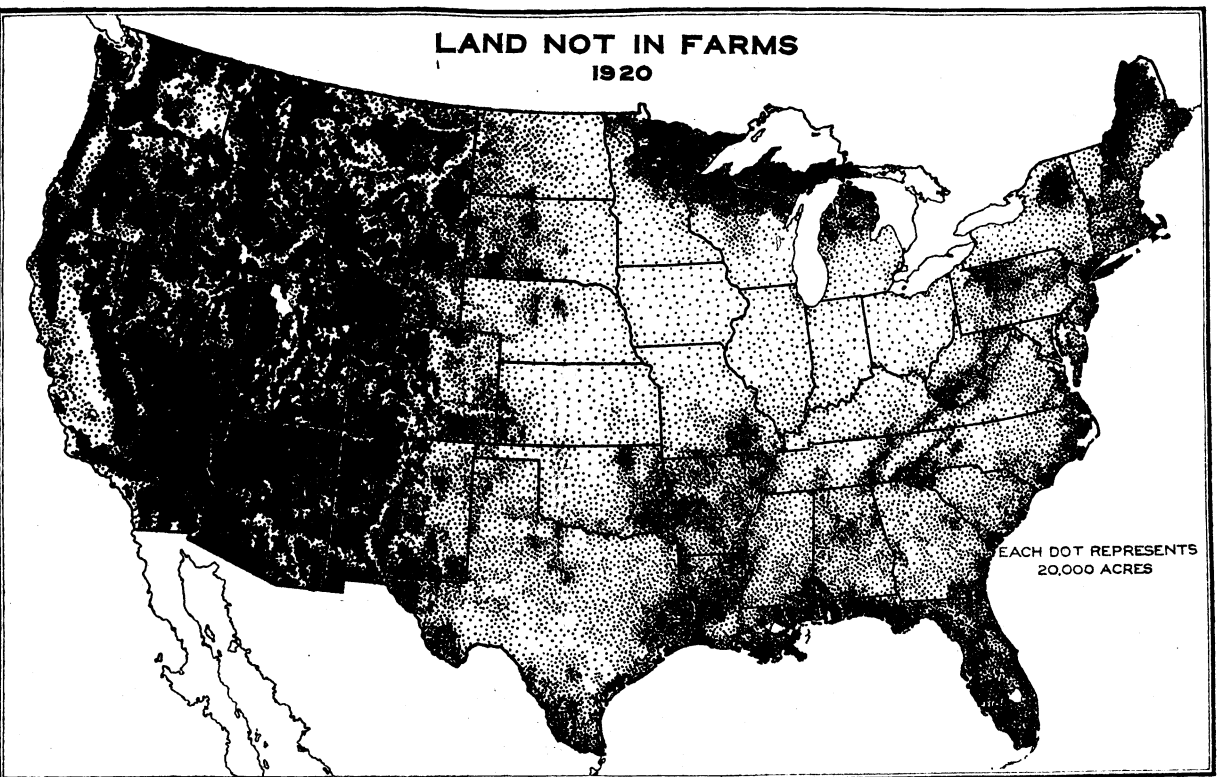 LAND NOT IN FARMS
1920
EACH DOT REPRESENTS
20,000 ACRES